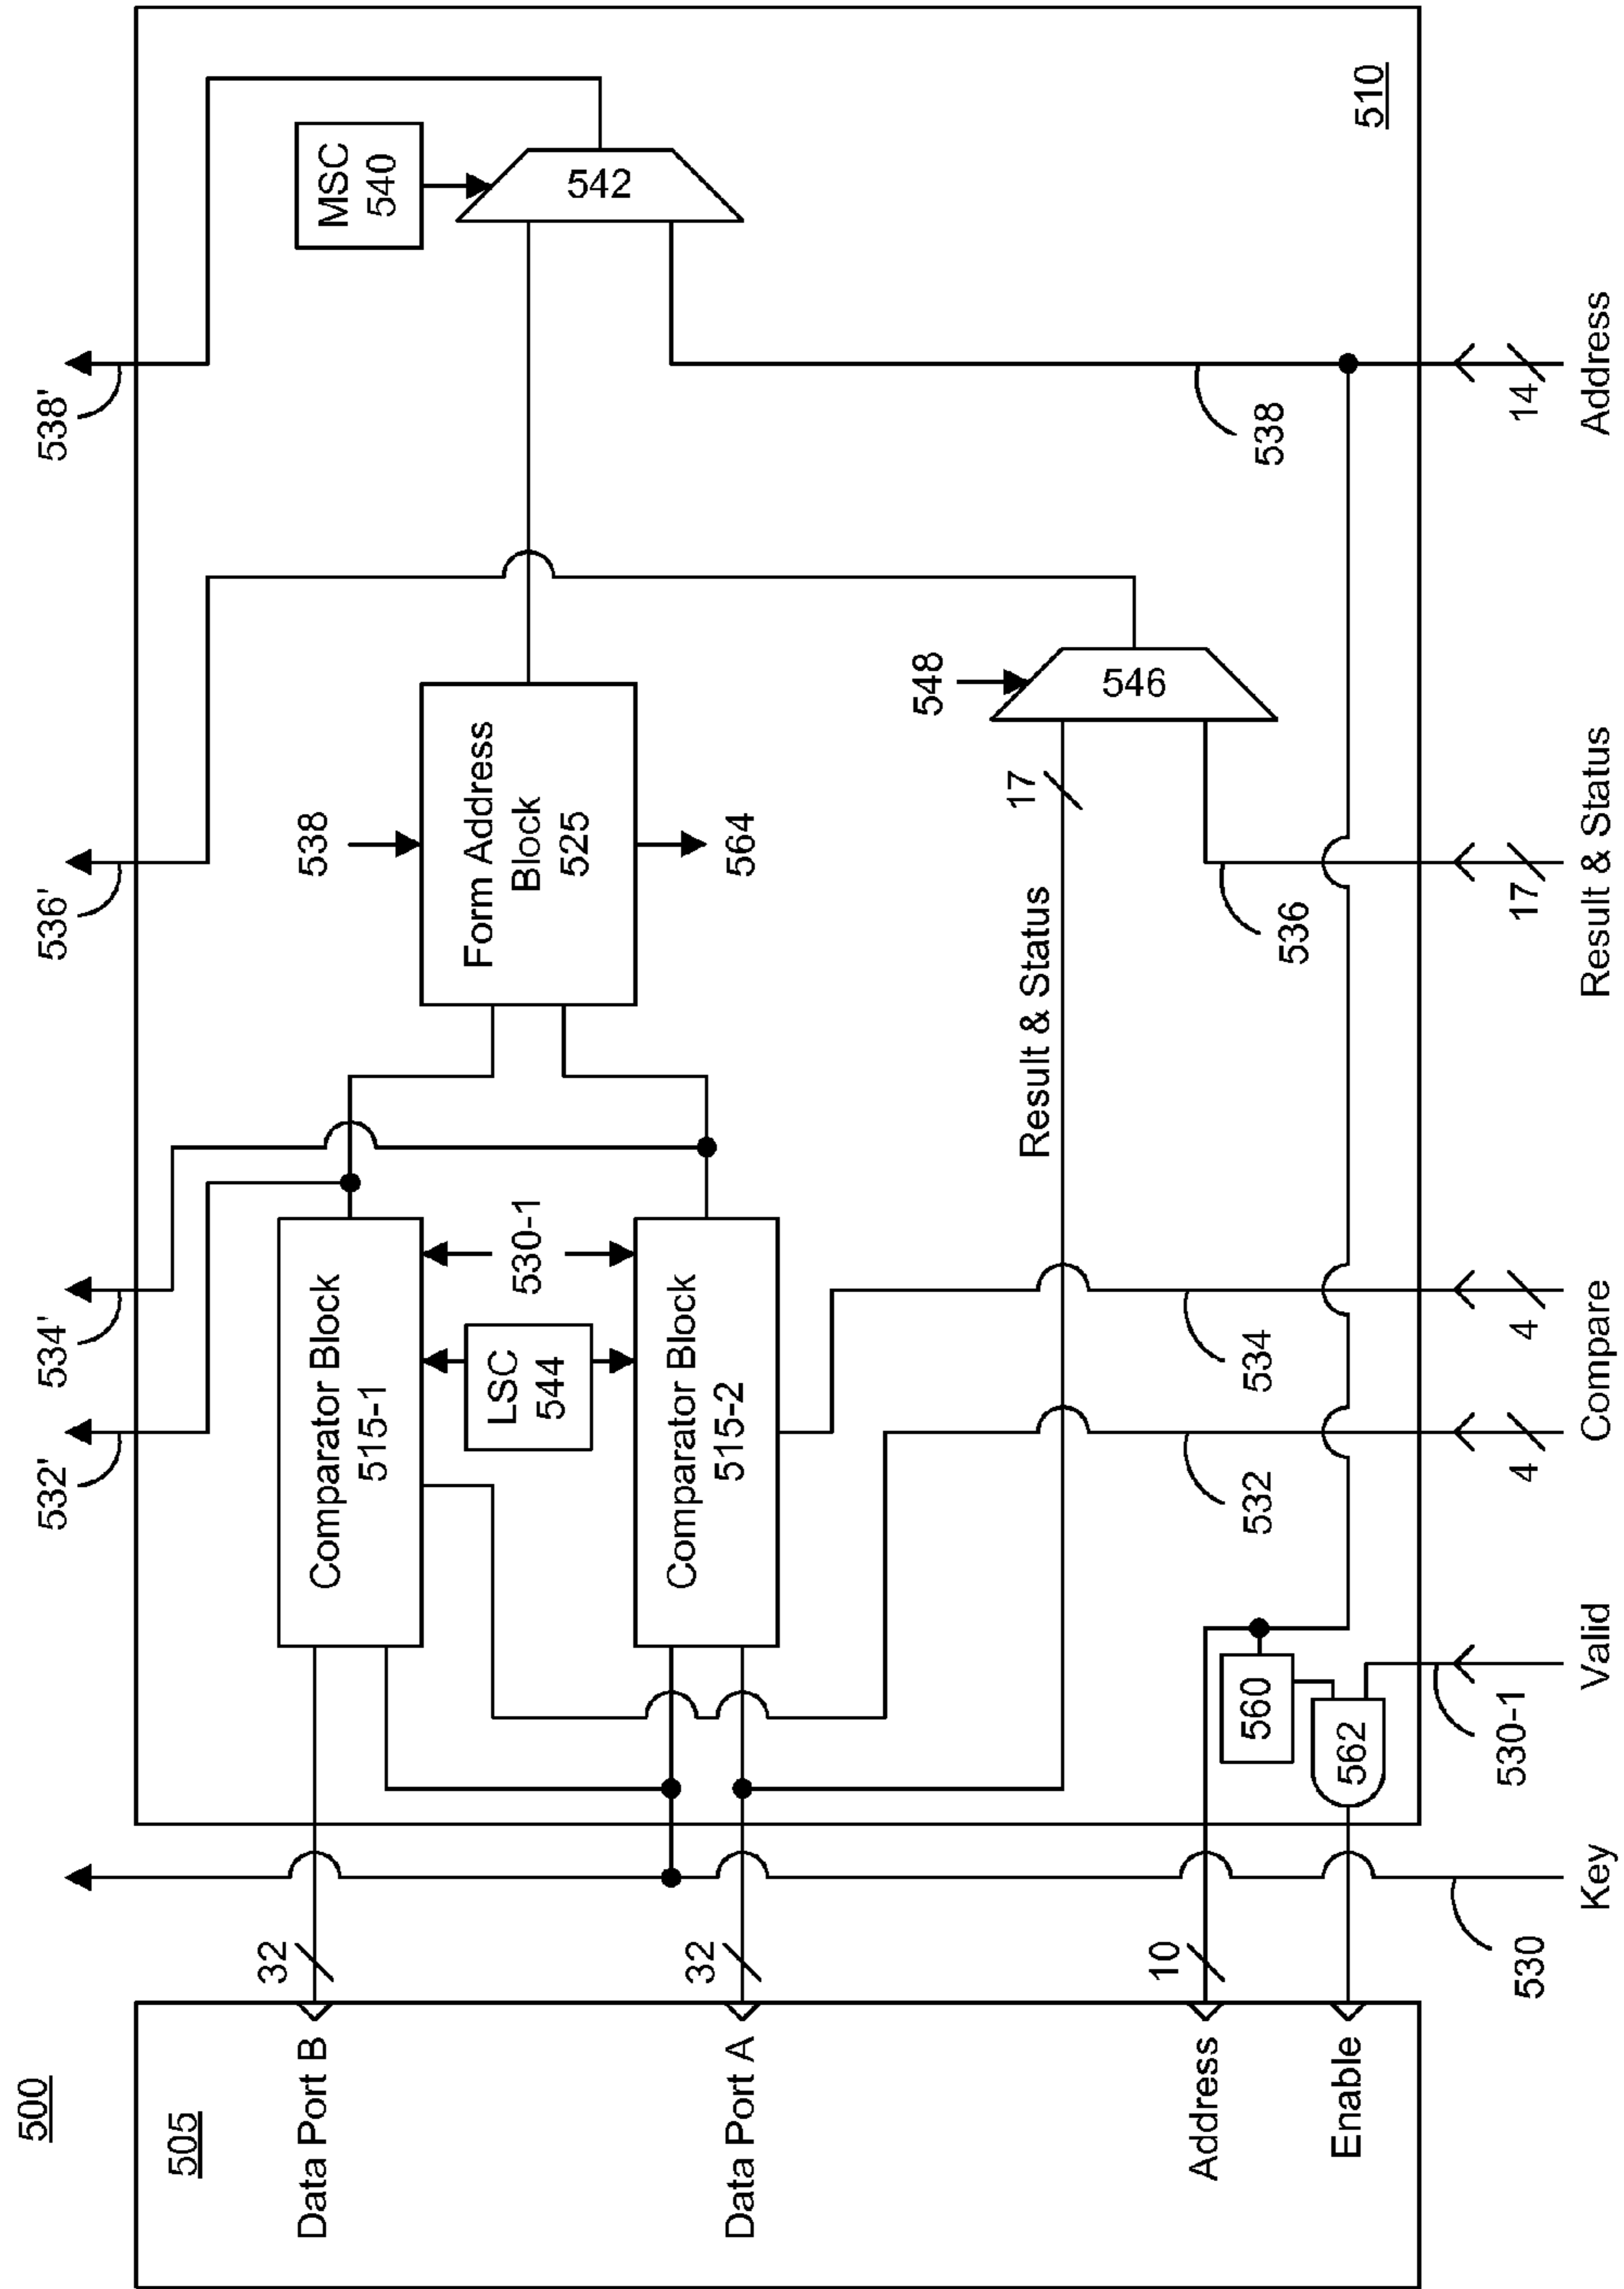 500
505
Data Port B
Data Port A
Address
Enable
32
32
10
Key
530
510
Comparator Block
515-1
Comparator Block
515-2
LSC
544
530-1
532'
534'
536'
538'
Form Address
Block
525
538
564
MSC
540
542
546
548
Result & Status
17
560
562
530-1
Valid
532
534
4
4
Compare
536
17
Result & Status
538
14
Address